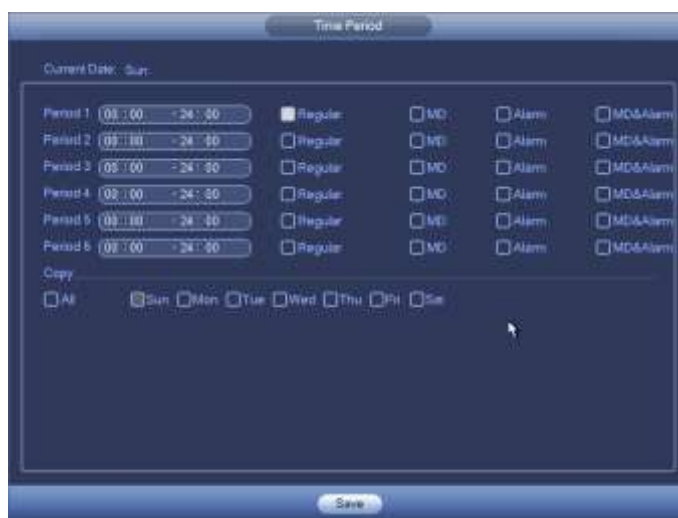 Time Period
Current Date: Sun.
Period 1 00 : 00 - 24 : 00 Regular MD Alarm MD&Alarm
Period 2 00 : 00 - 24 : 00 Regular MD Alarm MD&Alarm
Period 3 00 : 00 - 24 : 00 Regular MD Alarm MD&Alarm
Period 4 00 : 00 - 24 : 00 Regular MD Alarm MD&Alarm
Period 5 00 : 00 - 24 : 00 Regular MD Alarm MD&Alarm
Period 6 00 : 00 - 24 : 00 Regular MD Alarm MD&Alarm
Copy
All Sun Mon Tue Wed Thu Fri Sat
Save